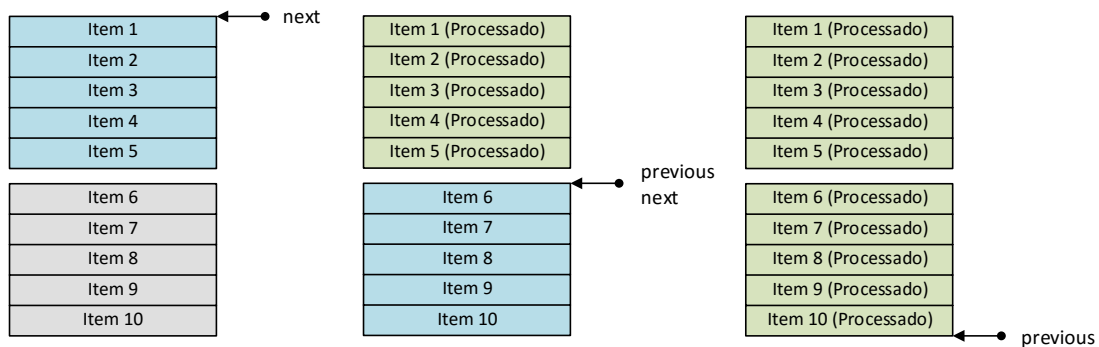 next
Item 1
Item 2
Item 3
Item 4
Item 5
Item 6
Item 7
Item 8
Item 9
Item 10
Item 1 (Processado)
Item 2 (Processado)
Item 3 (Processado)
Item 4 (Processado)
Item 5 (Processado)
previous
next
Item 6
Item 7
Item 8
Item 9
Item 10
Item 1 (Processado)
Item 2 (Processado)
Item 3 (Processado)
Item 4 (Processado)
Item 5 (Processado)
Item 6 (Processado)
Item 7 (Processado)
Item 8 (Processado)
Item 9 (Processado)
Item 10 (Processado)
previous